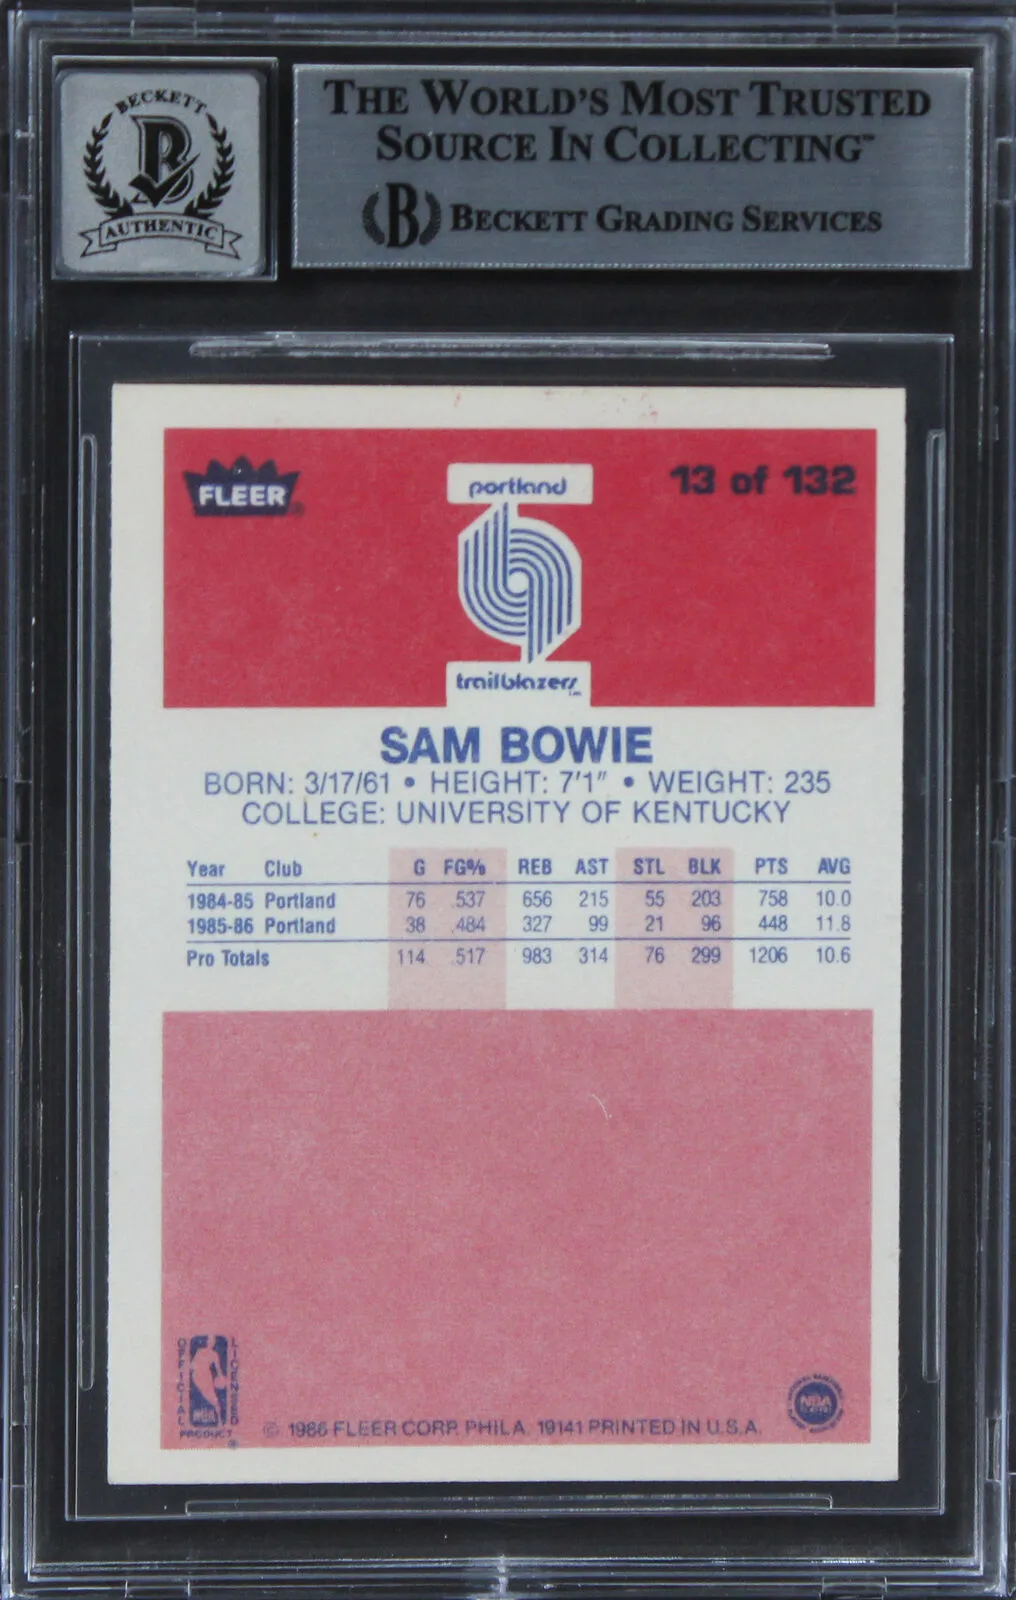 BECKETT
B
AUTHENTIC
THE WORLD'S MOST TRUSTED
SOURCE IN COLLECTING™
B BECKETT GRADING SERVICES
FLEER®
portland
trailblazers
13 of 132
SAM BOWIE
BORN: 3/17/61 • HEIGHT: 7'1" • WEIGHT: 235
COLLEGE: UNIVERSITY OF KENTUCKY
Year Club G FG% REB AST STL BLK PTS AVG
1984-85 Portland 76 .537 656 215 55 203 758 10.0
1985-86 Portland 38 .484 327 99 21 96 448 11.8
Pro Totals 114 .517 983 314 76 299 1206 10.6
OFFICIAL
NBA
LICENSED
PRODUCT®
© 1986 FLEER CORP. PHILA. 19141 PRINTED IN U.S.A.
NBA